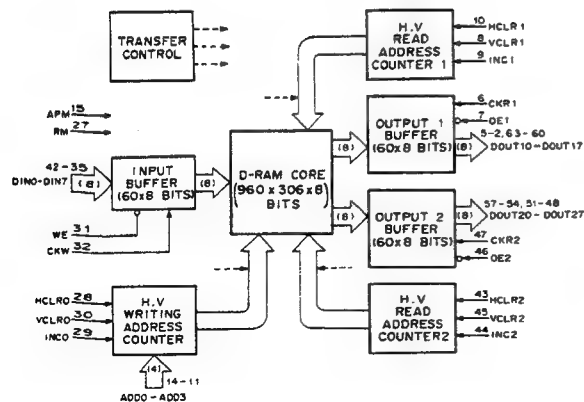 TRANSFER
CONTROL
H.V
READ
ADDRESS
COUNTER 1
10 HCLR1
8 VCLR1
9 INC1
APM 15
RM 27
42-35
DIN0-DIN7
(8)
INPUT
BUFFER
(60x8 BITS)
(8)
WE 31
CKW 32
D-RAM CORE
(960 x 306 x 8)
BITS
(8)
OUTPUT 1
BUFFER
(60x8 BITS)
6 CKR1
7 OE1
5-2, 63-60
(8) DOUT10-DOUT17
(8)
OUTPUT 2
BUFFER
(60x8 BITS)
57-54, 51-48
(8) DOUT20-DOUT27
47 CKR2
46 OE2
HCLR0 28
VCLR0 30
INC0 29
H.V
WRITING
ADDRESS
COUNTER
(4)
14-11
ADD0-ADD3
H.V
READ
ADDRESS
COUNTER2
43 HCLR2
45 VCLR2
44 INC2